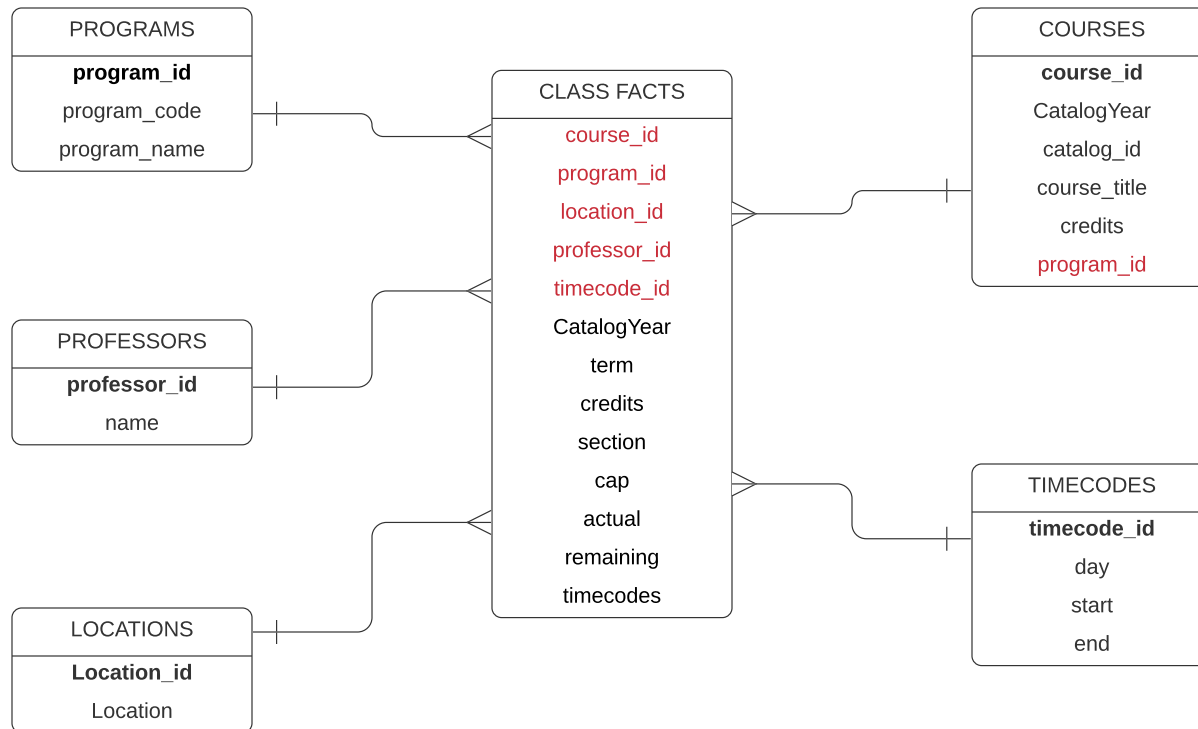 PROGRAMS
program_id
program_code
program_name
PROFESSORS
professor_id
name
LOCATIONS
Location_id
Location
CLASS FACTS
course_id
program_id
location_id
professor_id
timecode_id
CatalogYear
term
credits
section
cap
actual
remaining
timecodes
COURSES
course_id
CatalogYear
catalog_id
course_title
credits
program_id
TIMECODES
timecode_id
day
start
end